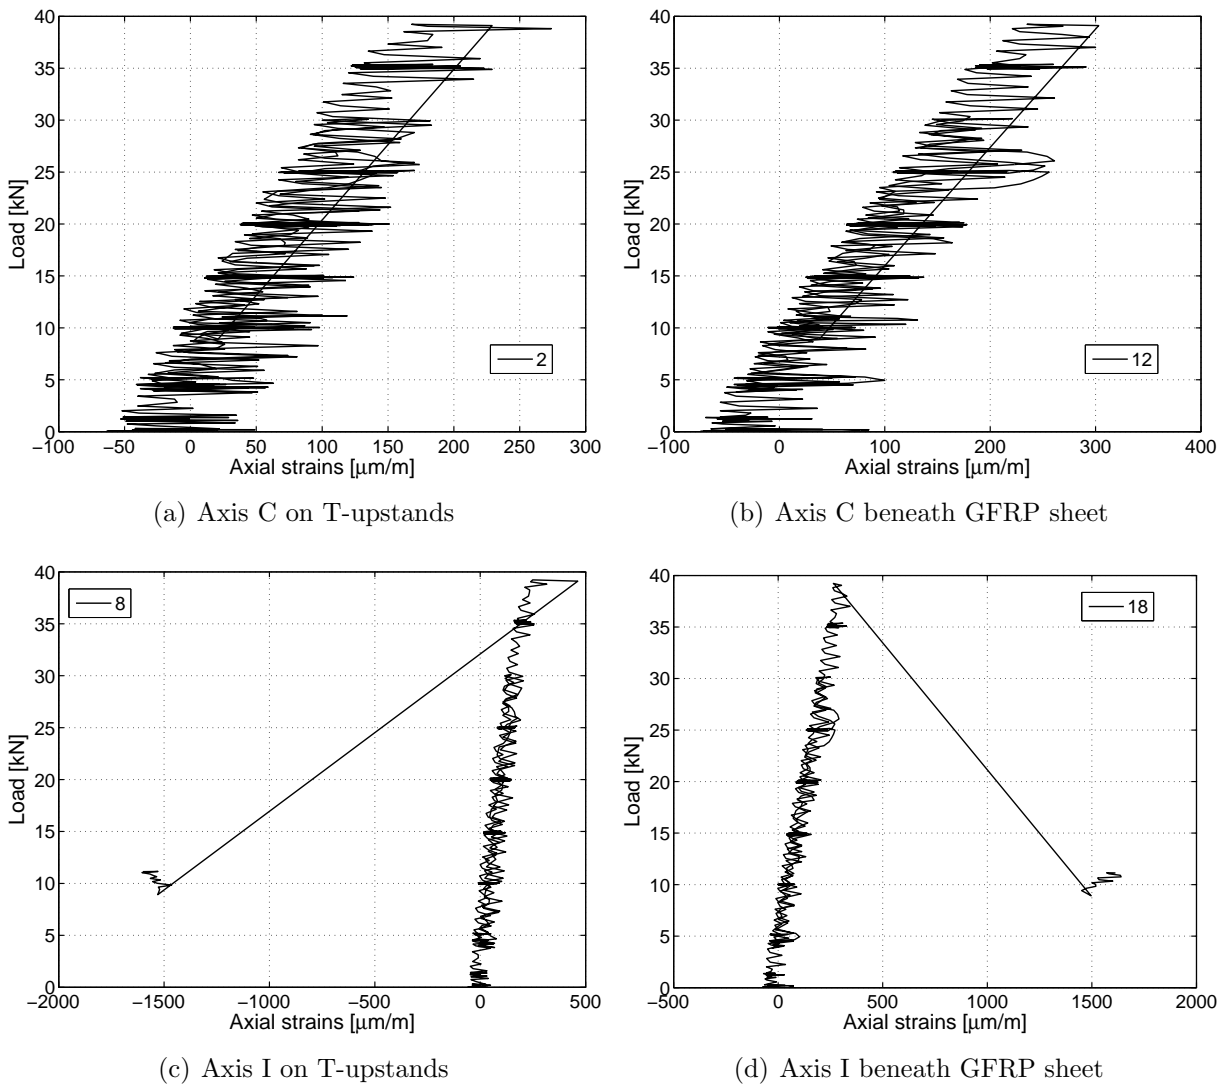 40
35
30
25
20
15
10
5
0
Load [kN]
2
−100 −50 0 50 100 150 200 250 300
Axial strains [μm/m]
(a) Axis C on T-upstands
40
35
30
25
20
15
10
5
0
Load [kN]
12
−100 0 100 200 300 400
Axial strains [μm/m]
(b) Axis C beneath GFRP sheet
40
35
30
25
20
15
10
5
0
Load [kN]
8
−2000 −1500 −1000 −500 0 500
Axial strains [μm/m]
(c) Axis I on T-upstands
40
35
30
25
20
15
10
5
0
Load [kN]
18
−500 0 500 1000 1500 2000
Axial strains [μm/m]
(d) Axis I beneath GFRP sheet